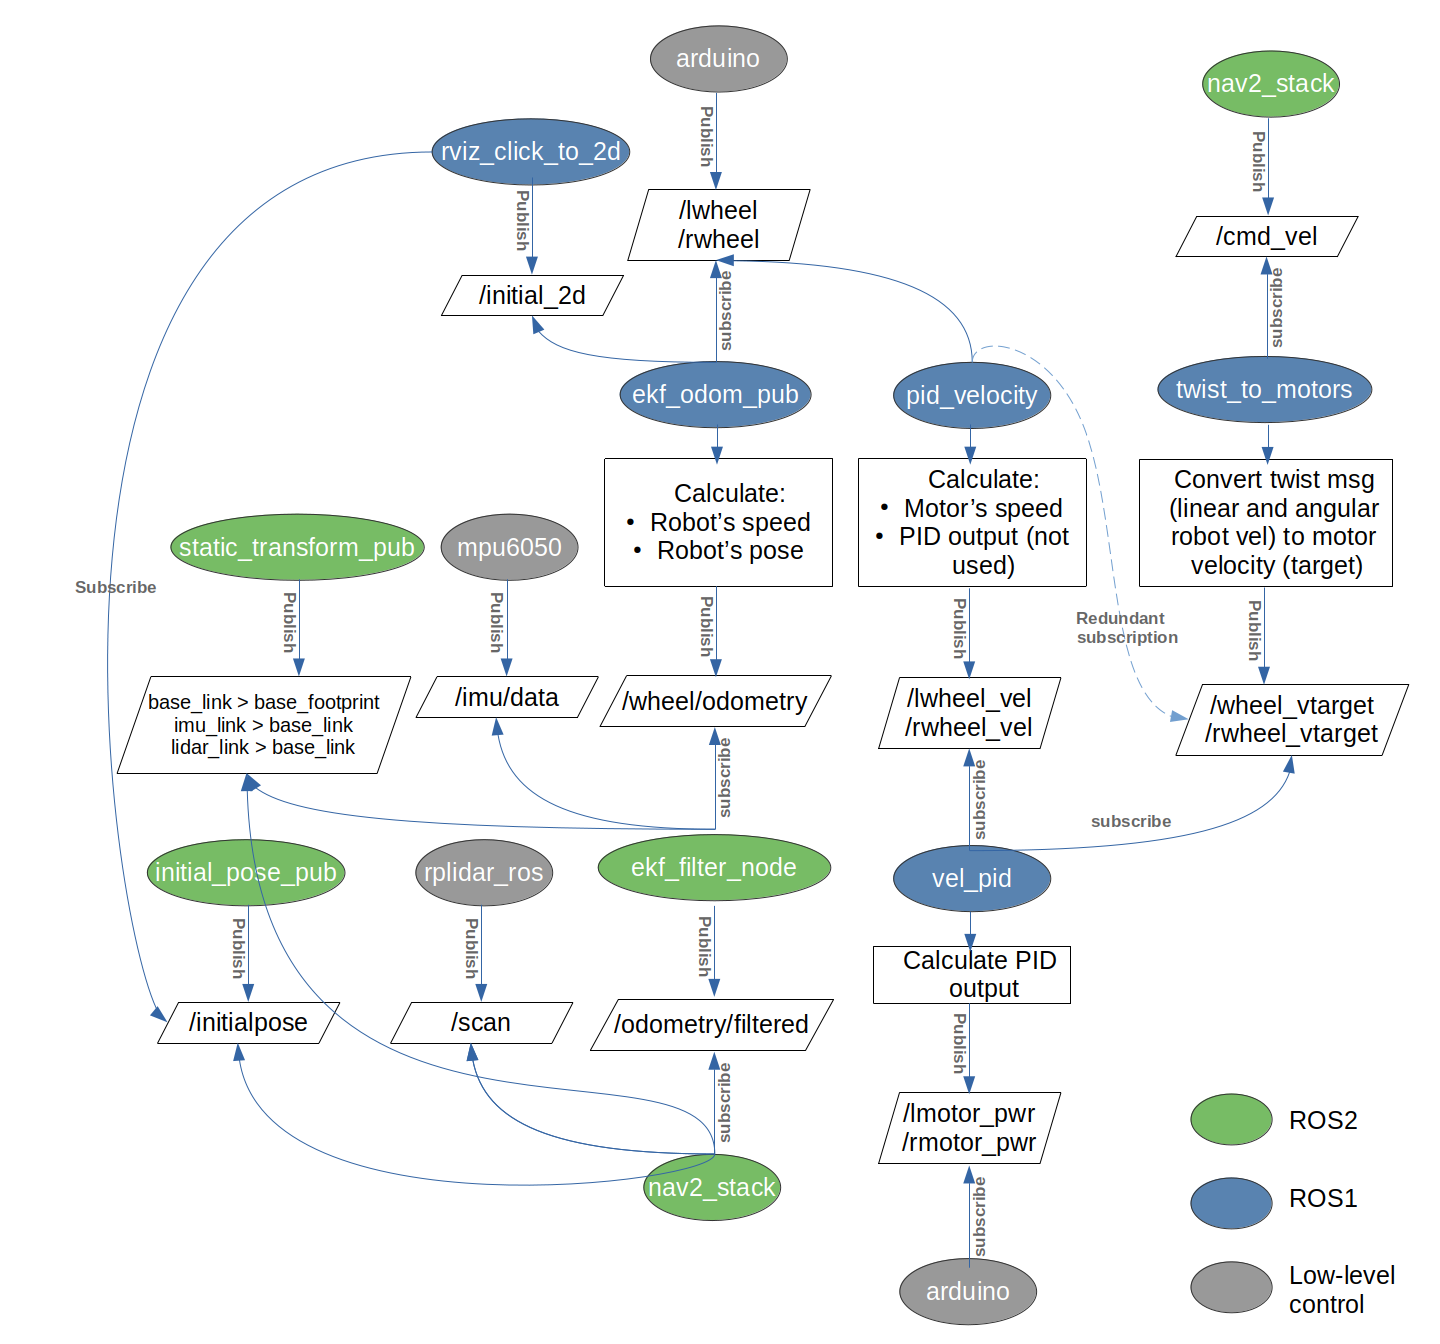 arduino
nav2_stack
Publish
rviz_click_to_2d
Publish
Publish
/lwheel
/rwheel
/cmd_vel
/initial_2d
subscribe
subscribe
ekf_odom_pub
pid_velocity
twist_to_motors
Calculate:
• Robot's speed
• Robot's pose
Calculate:
• Motor's speed
• PID output (not
used)
Convert twist msg
(linear and angular
robot vel) to motor
velocity (target)
static_transform_pub
mpu6050
Subscribe
Publish
Publish
Publish
Publish
Redundant
subscription
Publish
base_link > base_footprint
imu_link > base_link
lidar_link > base_link
/imu/data
/wheel/odometry
/lwheel_vel
/rwheel_vel
/wheel_vtarget
/rwheel_vtarget
subscribe
subscribe
subscribe
initial_pose_pub
rplidar_ros
ekf_filter_node
vel_pid
Publish
Publish
Publish
Calculate PID
output
/initialpose
/scan
/odometry/filtered
Publish
subscribe
/lmotor_pwr
/rmotor_pwr
nav2_stack
subscribe
arduino
ROS2
ROS1
Low-level
control